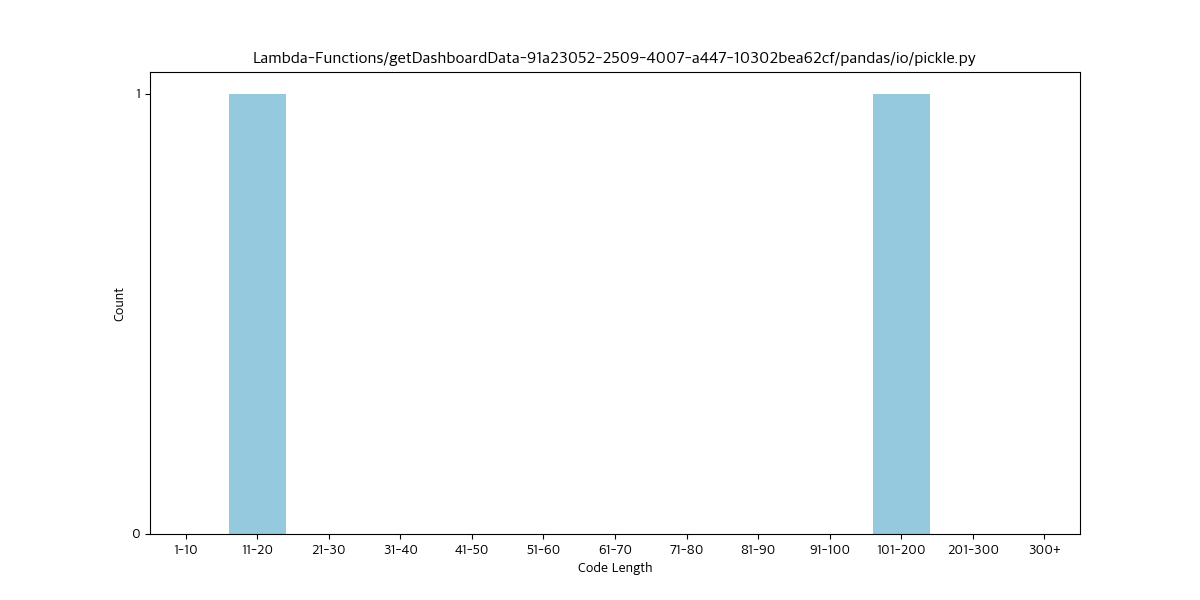 Lambda-Functions/getDashboardData-91a23052-2509-4007-a447-10302bea62cf/pandas/io/pickle.py
1
Count
0
1-10 11-20 21-30 31-40 41-50 51-60 61-70 71-80 81-90 91-100 101-200 201-300 300+
Code Length